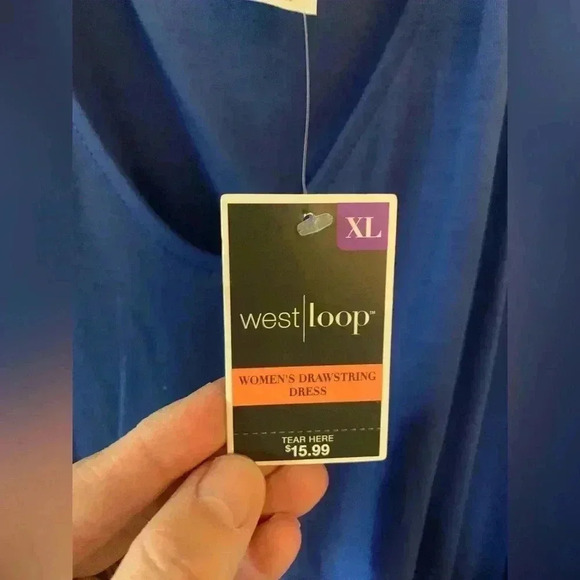 XL
west|loop™
WOMEN'S DRAWSTRING
DRESS
TEAR HERE
$15.99